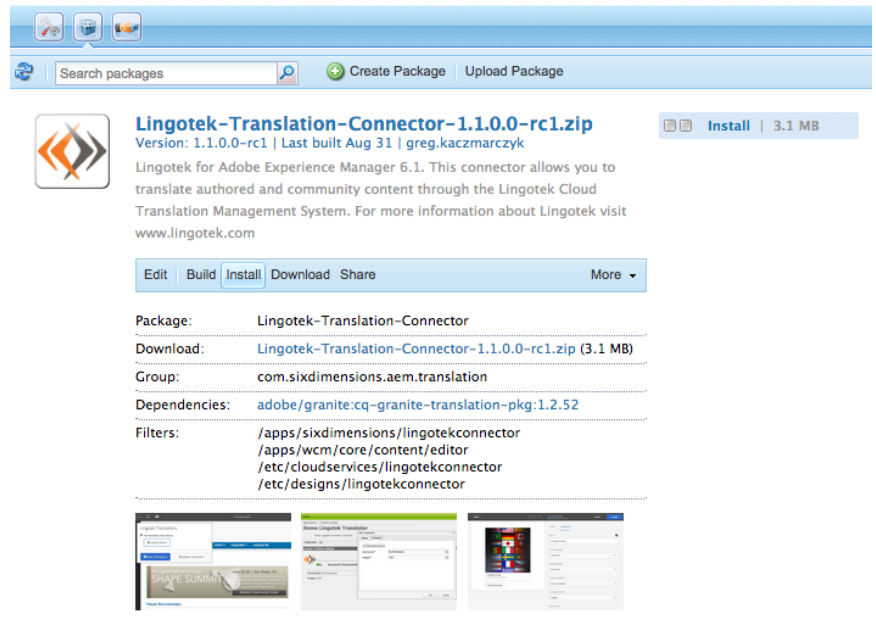 Search packages
Create Package
Upload Package
Lingotek-Translation-Connector-1.1.0.0-rc1.zip
Install | 3.1 MB
Version: 1.1.0.0-rc1 | Last built Aug 31 | greg.kaczmarczyk
Lingotek for Adobe Experience Manager 6.1. This connector allows you to
translate authored and community content through the Lingotek Cloud
Translation Management System. For more information about Lingotek visit
www.lingotek.com
Edit Build Install Download Share More
Package: Lingotek-Translation-Connector
Download: Lingotek-Translation-Connector-1.1.0.0-rc1.zip (3.1 MB)
Group: com.sixdimensions.aem.translation
Dependencies: adobe/granite:cq-granite-translation-pkg:1.2.52
Filters: /apps/sixdimensions/lingotekconnector
/apps/wcm/core/content/editor
/etc/cloudservices/lingotekconnector
/etc/designs/lingotekconnector
SHAPE SUMMIT
Demo Lingotek Translator